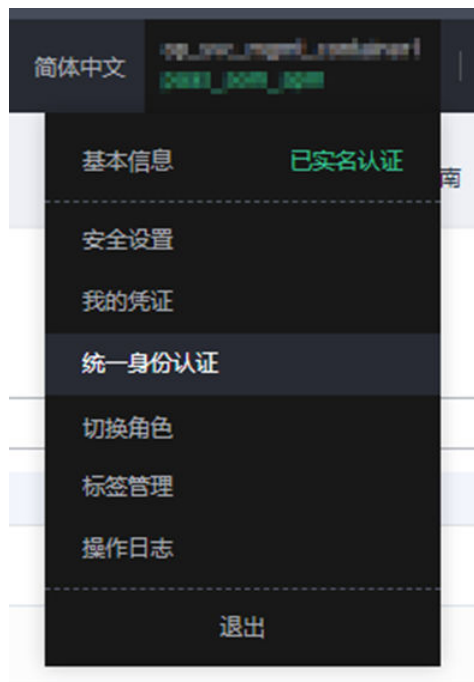 简体中文
基本信息 已实名认证
南
安全设置
我的凭证
统一身份认证
切换角色
标签管理
操作日志
退出